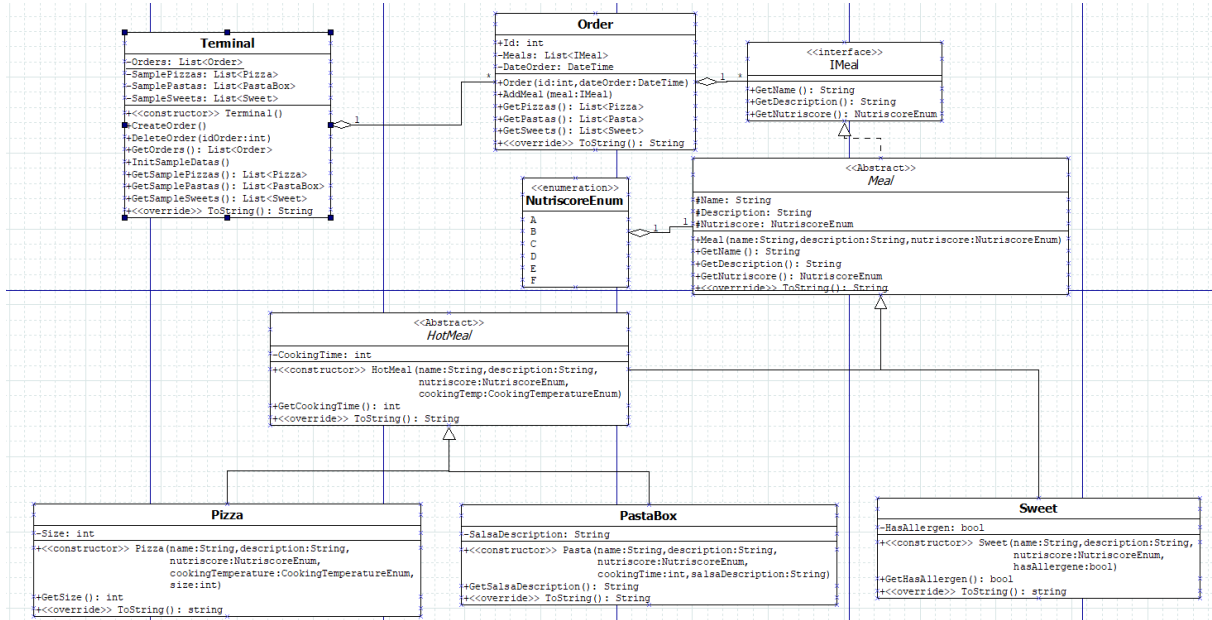 Terminal
-Orders: List<Order>
-SamplePizzas: List<Pizza>
-SamplePastas: List<PastaBox>
-SampleSweets: List<Sweet>
+<<constructor>> Terminal()
+CreateOrder()
+DeleteOrder(idOrder:int)
+GetOrders(): List<Order>
+InitSampleDatas()
+GetSamplePizzas(): List<Pizza>
+GetSamplePastas(): List<PastaBox>
+GetSampleSweets(): List<Sweet>
+<<override>> ToString(): String
1
*
Order
+Id: int
-Meals: List<IMeal>
-DateOrder: DateTime
+Order(id:int,dateOrder:DateTime)
+AddMeal(meal:IMeal)
+GetPizzas(): List<Pizza>
+GetPastas(): List<Pasta>
+GetSweets(): List<Sweet>
+<<override>> ToString(): String
1
*
<<interface>>
IMeal
+GetName(): String
+GetDescription(): String
+GetNutriscore(): NutriscoreEnum
<<enumeration>>
NutriscoreEnum
A
B
C
D
E
F
1
1
<<Abstract>>
Meal
#Name: String
#Description: String
#Nutriscore: NutriscoreEnum
+Meal(name:String,description:String,nutriscore:NutriscoreEnum)
+GetName(): String
+GetDescription(): String
+GetNutriscore(): NutriscoreEnum
+<<overrride>> ToString(): String
<<Abstract>>
HotMeal
-CookingTime: int
+<<constructor>> HotMeal(name:String,description:String,
nutriscore:NutriscoreEnum,
cookingTemp:CookingTemperatureEnum)
+GetCookingTime(): int
+<<override>> ToString(): String
Pizza
-Size: int
+<<constructor>> Pizza(name:String,description:String,
nutriscore:NutriscoreEnum,
cookingTemperature:CookingTemperatureEnum,
size:int)
+GetSize(): int
+<<override>> ToString(): string
PastaBox
-SalsaDescription: String
+<<constructor>> Pasta(name:String,description:String,
nutriscore:NutriscoreEnum,
cookingTime:int,salsaDescription:String)
+GetSalsaDescription(): String
+<<override>> ToString(): string
Sweet
-HasAllergen: bool
+<<constructor>> Sweet(name:String,description:String,
nutriscore:NutriscoreEnum,
hasAllergene:bool)
+GetHasAllergen(): bool
+<<override>> ToString(): string